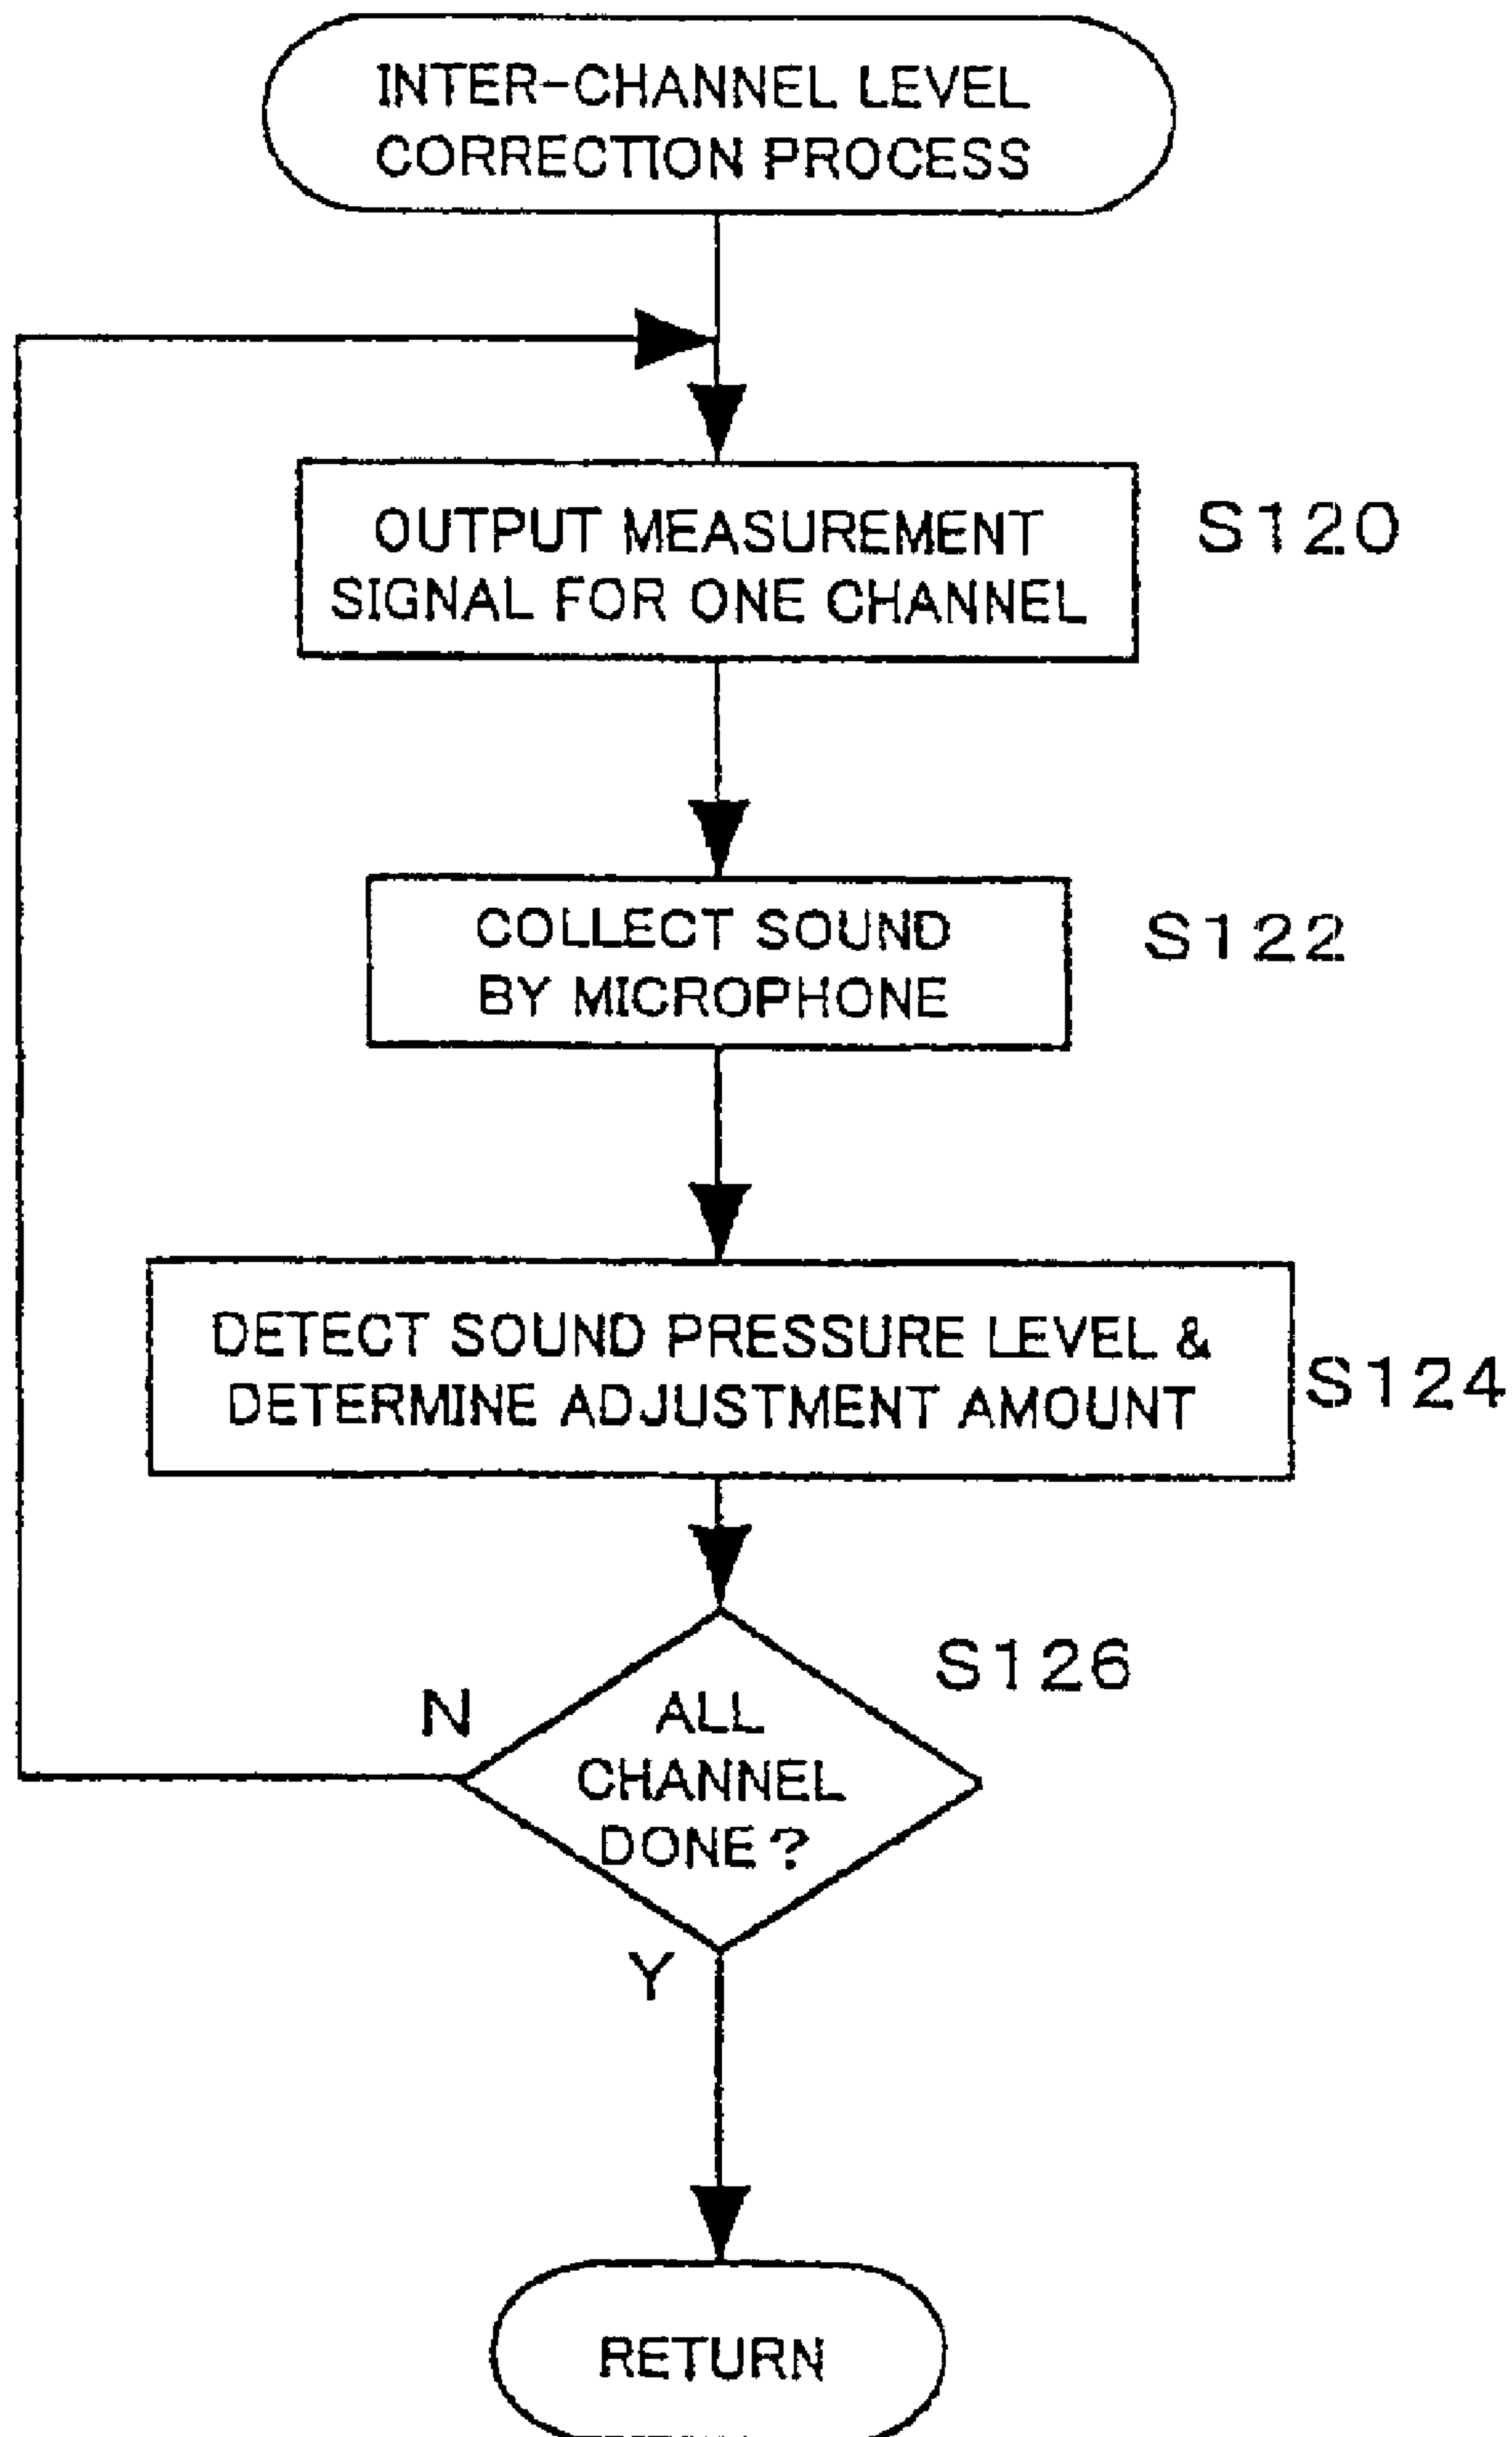 INTER-CHANNEL LEVEL
CORRECTION PROCESS
OUTPUT MEASUREMENT
SIGNAL FOR ONE CHANNEL
S120
COLLECT SOUND
BY MICROPHONE
S122
DETECT SOUND PRESSURE LEVEL &
DETERMINE ADJUSTMENT AMOUNT
S124
S126
N
ALL
CHANNEL
DONE?
Y
RETURN